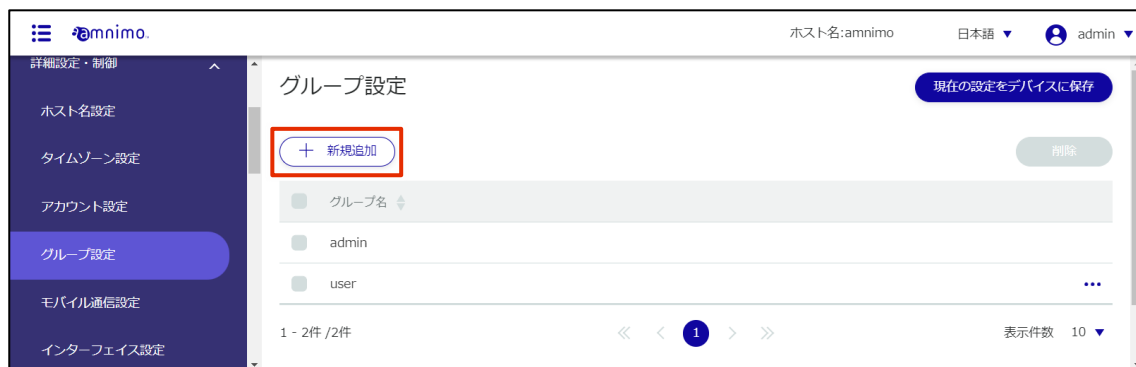 amnimo.
ホスト名:amnimo
日本語 ▼
admin ▼
詳細設定・制御
ホスト名設定
タイムゾーン設定
アカウント設定
グループ設定
モバイル通信設定
インターフェイス設定
グループ設定
現在の設定をデバイスに保存
+ 新規追加
削除
グループ名
admin
user
•••
1 - 2件 /2件
≪ < 1 > ≫
表示件数 10 ▼